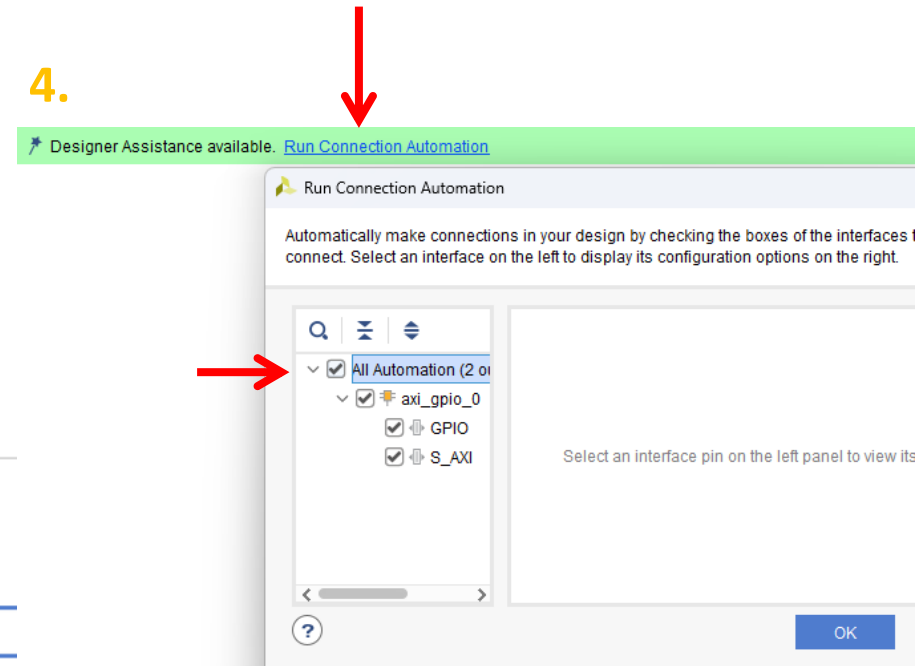 4.
Designer Assistance available. Run Connection Automation
Run Connection Automation
Automatically make connections in your design by checking the boxes of the interfaces
connect. Select an interface on the left to display its configuration options on the right.
All Automation (2
axi_gpio_0
GPIO
S_AXI
Select an interface pin on the left panel to view its
?
OK